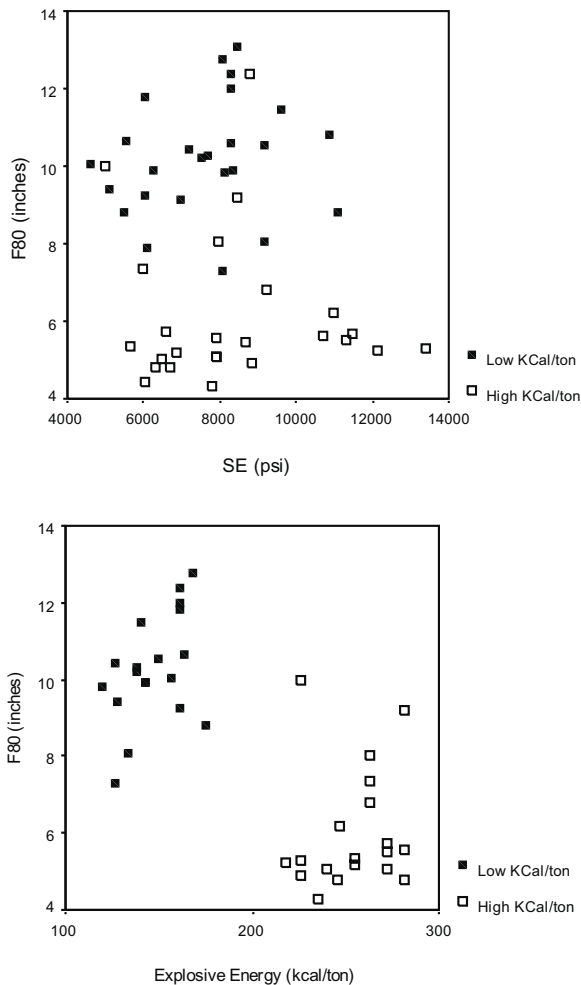 14
12
10
8
6
4
F80 (inches)
4000 6000 8000 10000 12000 14000
SE (psi)
Low KCal/ton
High KCal/ton
14
12
10
8
6
4
F80 (inches)
100 200 300
Explosive Energy (kcal/ton)
Low KCal/ton
High KCal/ton